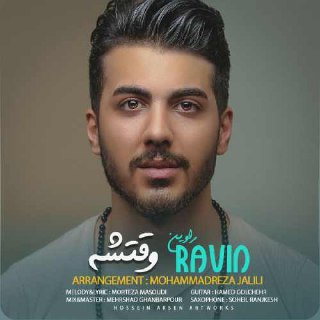 وقتشه راوین RAVIN
ARRANGEMENT : MOHAMMADREZA JALILI
MELODY&LYRIC : MORTEZA MASOUDI GUITAR : HAMED GOLCHEHR
MIX&MASTER : MEHRSHAD GHANBARPOUR SAXOPHONE : SOHEIL RANJKESH
HOSSEIN ARSEN ARTWORKS